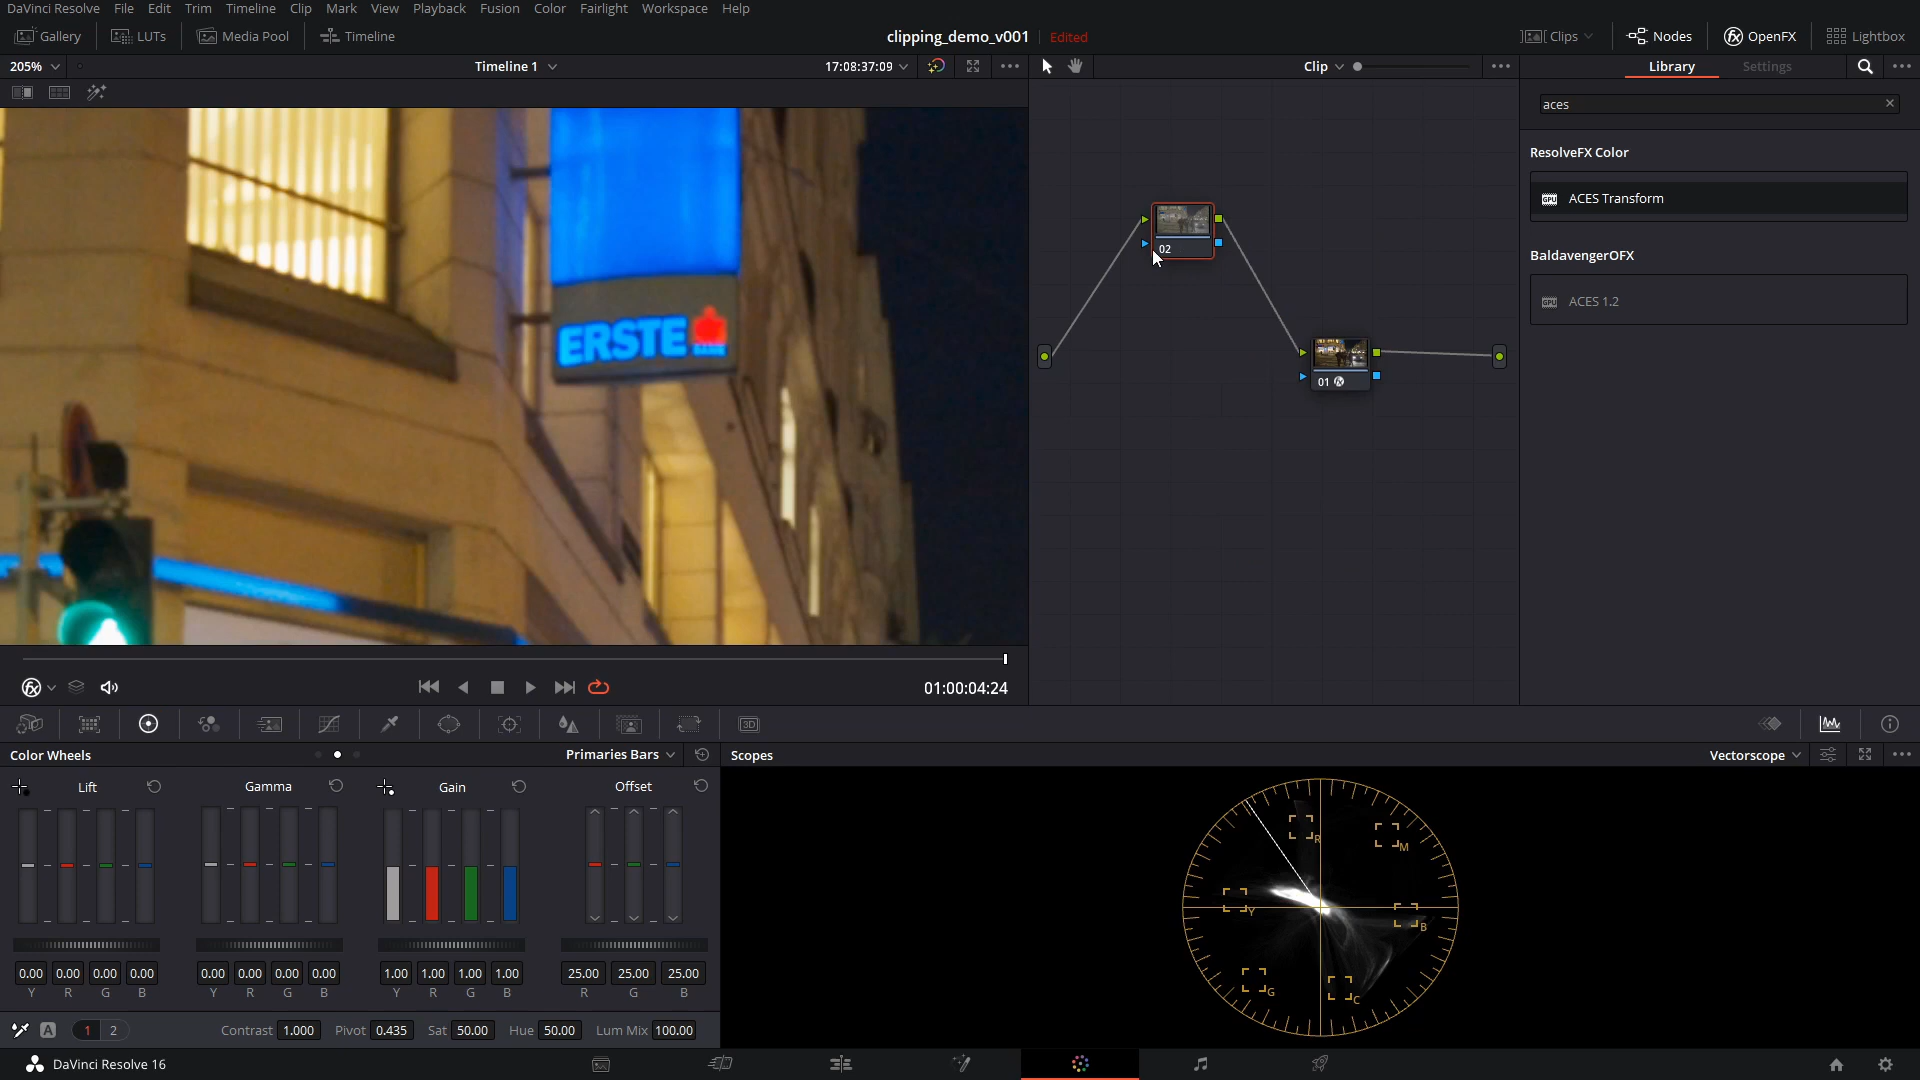 DaVinci Resolve File Edit Trim Timeline Clip Mark View Playback Fusion Color Fairlight Workspace Help
Gallery LUTs Media Pool Timeline clipping_demo_v001 Edited Clips Nodes OpenFX Lightbox
205% Timeline 1 17:08:37:09 Clip Library Settings
aces
ResolveFX Color
GPU ACES Transform
BaldavengerOFX
GPU ACES 1.2
ERSTE
BANK
02
01
01:00:04:24
3D
Color Wheels Primaries Bars Scopes Vectorscope
Lift Gamma Gain Offset
R M Y B G C
0.00 0.00 0.00 0.00 0.00 0.00 0.00 0.00 1.00 1.00 1.00 1.00 25.00 25.00 25.00
Y R G B Y R G B Y R G B R G B
A 1 2 Contrast 1.000 Pivot 0.435 Sat 50.00 Hue 50.00 Lum Mix 100.00
DaVinci Resolve 16